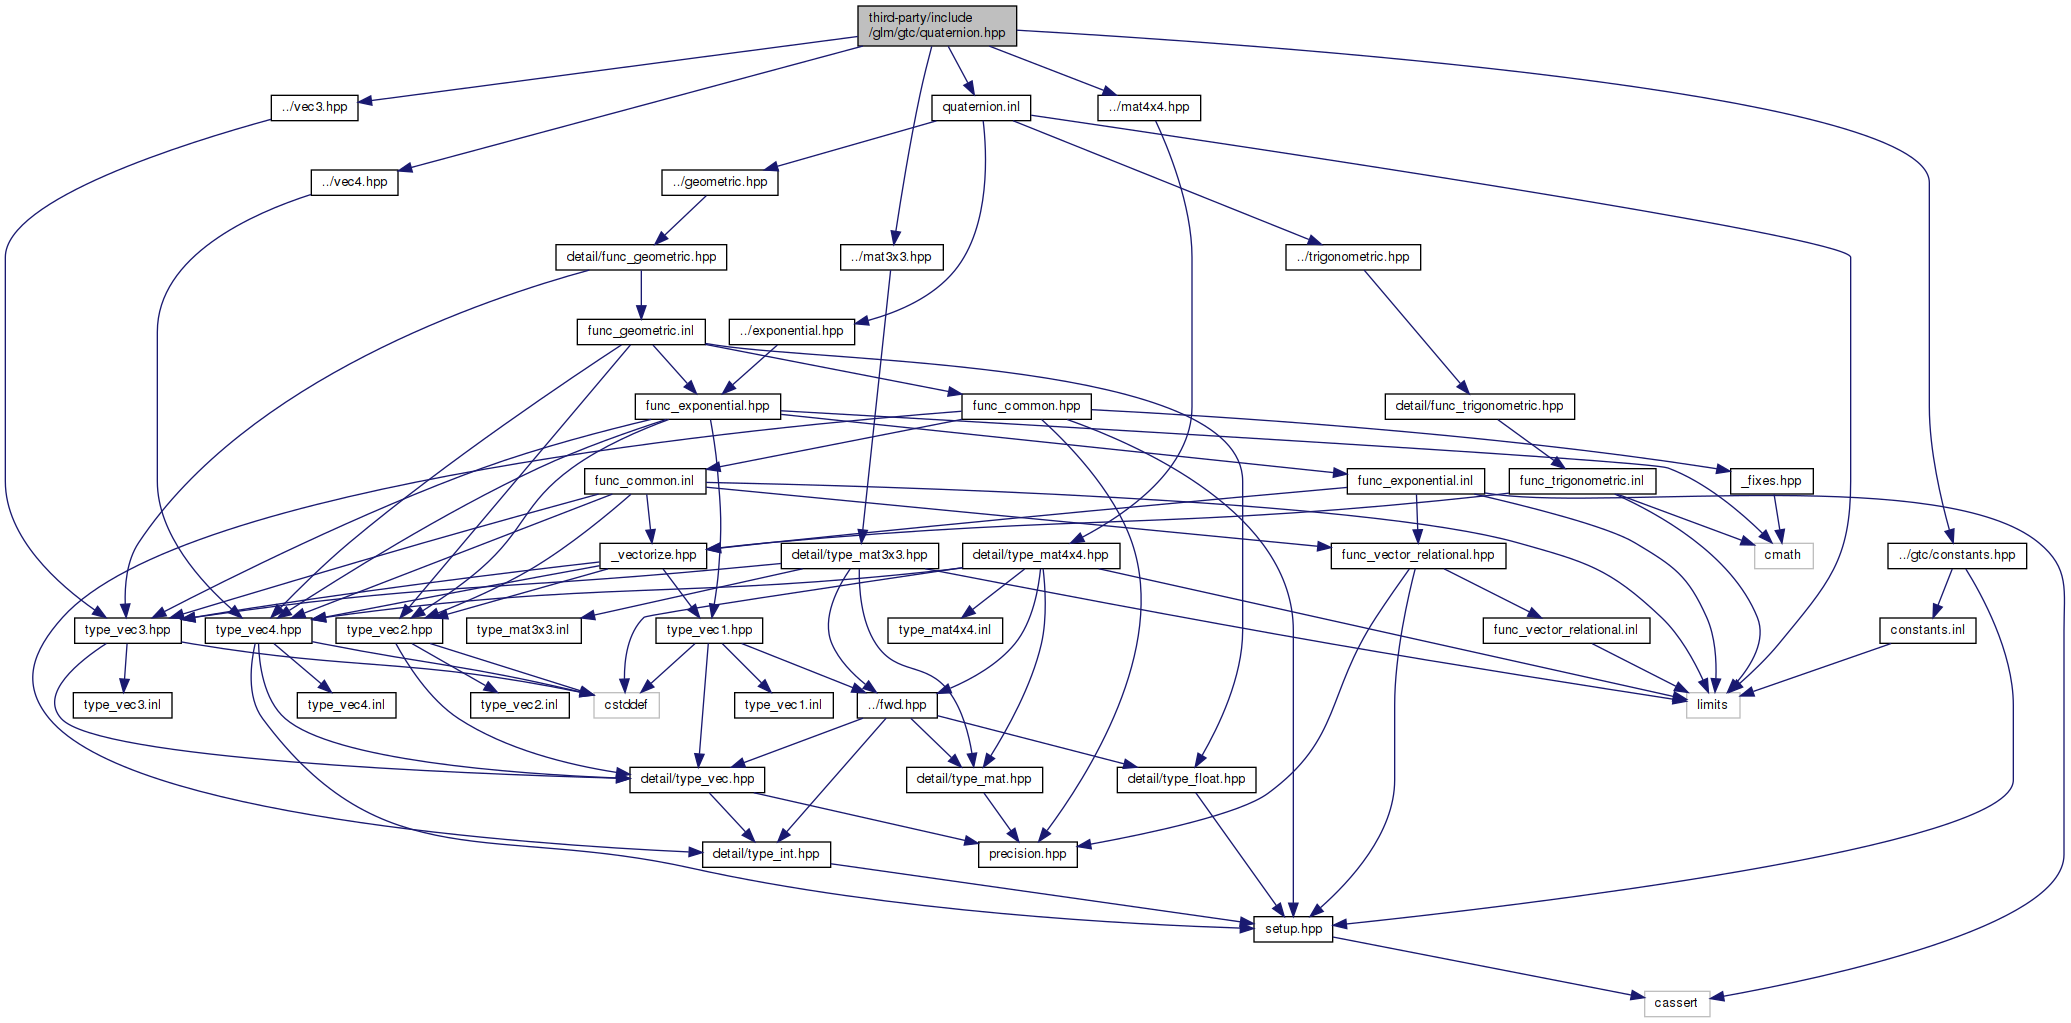 third-party/include
/glm/gtc/quaternion.hpp
../vec3.hpp
quaternion.inl
../mat4x4.hpp
../vec4.hpp
../geometric.hpp
detail/func_geometric.hpp
../mat3x3.hpp
../trigonometric.hpp
func_geometric.inl
../exponential.hpp
func_exponential.hpp
func_common.hpp
detail/func_trigonometric.hpp
func_common.inl
func_exponential.inl
func_trigonometric.inl
_fixes.hpp
_vectorize.hpp
detail/type_mat3x3.hpp
detail/type_mat4x4.hpp
func_vector_relational.hpp
cmath
../gtc/constants.hpp
type_vec3.hpp
type_vec4.hpp
type_vec2.hpp
type_mat3x3.inl
type_vec1.hpp
type_mat4x4.inl
func_vector_relational.inl
constants.inl
type_vec3.inl
type_vec4.inl
type_vec2.inl
cstddef
type_vec1.inl
../fwd.hpp
limits
detail/type_vec.hpp
detail/type_mat.hpp
detail/type_float.hpp
detail/type_int.hpp
precision.hpp
setup.hpp
cassert